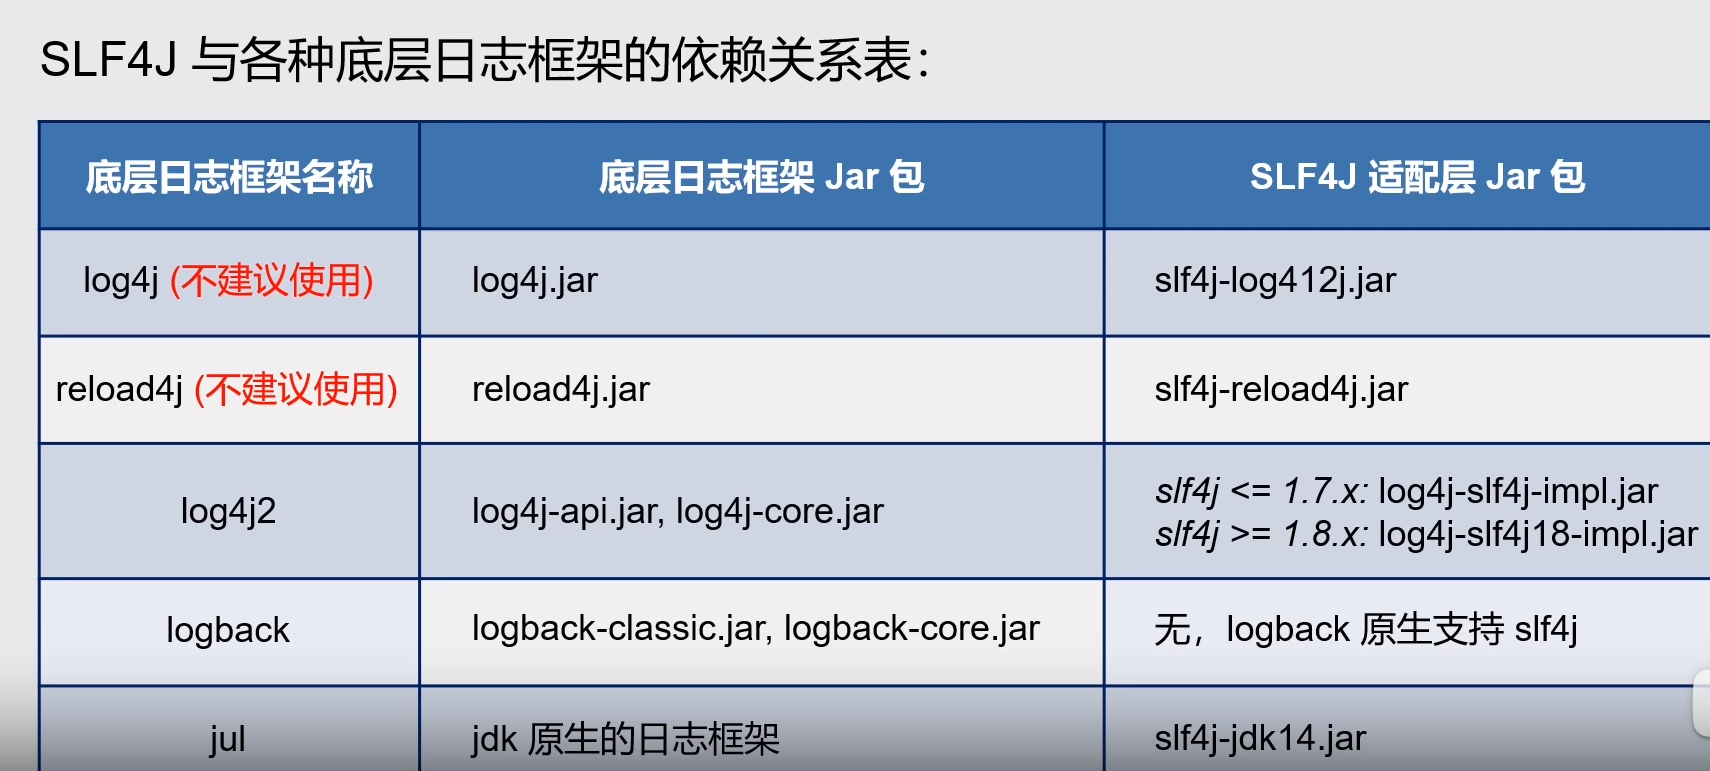 SLF4J 与各种底层日志框架的依赖关系表：
底层日志框架名称 底层日志框架 Jar 包 SLF4J 适配层 Jar 包
log4j (不建议使用) log4j.jar slf4j-log412j.jar
reload4j (不建议使用) reload4j.jar slf4j-reload4j.jar
log4j2 log4j-api.jar, log4j-core.jar slf4j <= 1.7.x: log4j-slf4j-impl.jar
slf4j >= 1.8.x: log4j-slf4j18-impl.jar
logback logback-classic.jar, logback-core.jar 无，logback 原生支持 slf4j
jul jdk 原生的日志框架 slf4j-jdk14.jar